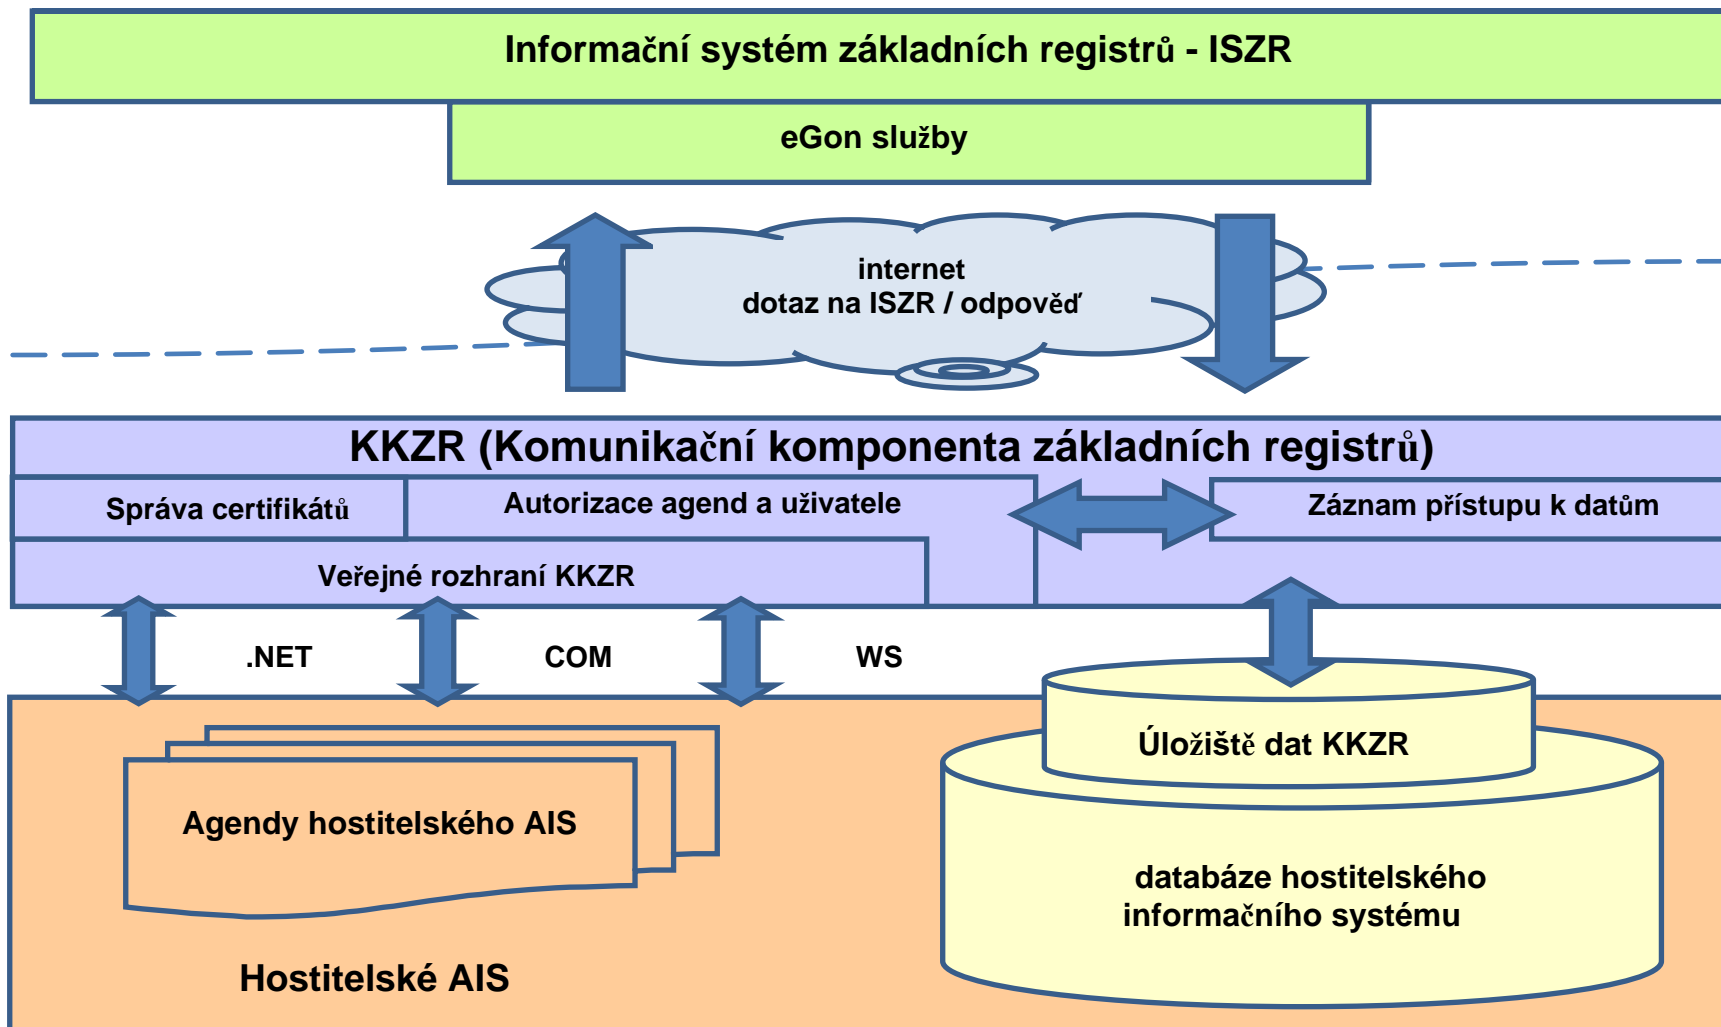 Informační systém základních registrů - ISZR
eGon služby
internet
dotaz na ISZR / odpověď
KKZR (Komunikační komponenta základních registrů)
Správa certifikátů
Autorizace agend a uživatele
Záznam přístupu k datům
Veřejné rozhraní KKZR
.NET
COM
WS
Úložiště dat KKZR
Agendy hostitelského AIS
databáze hostitelského
informačního systému
Hostitelské AIS